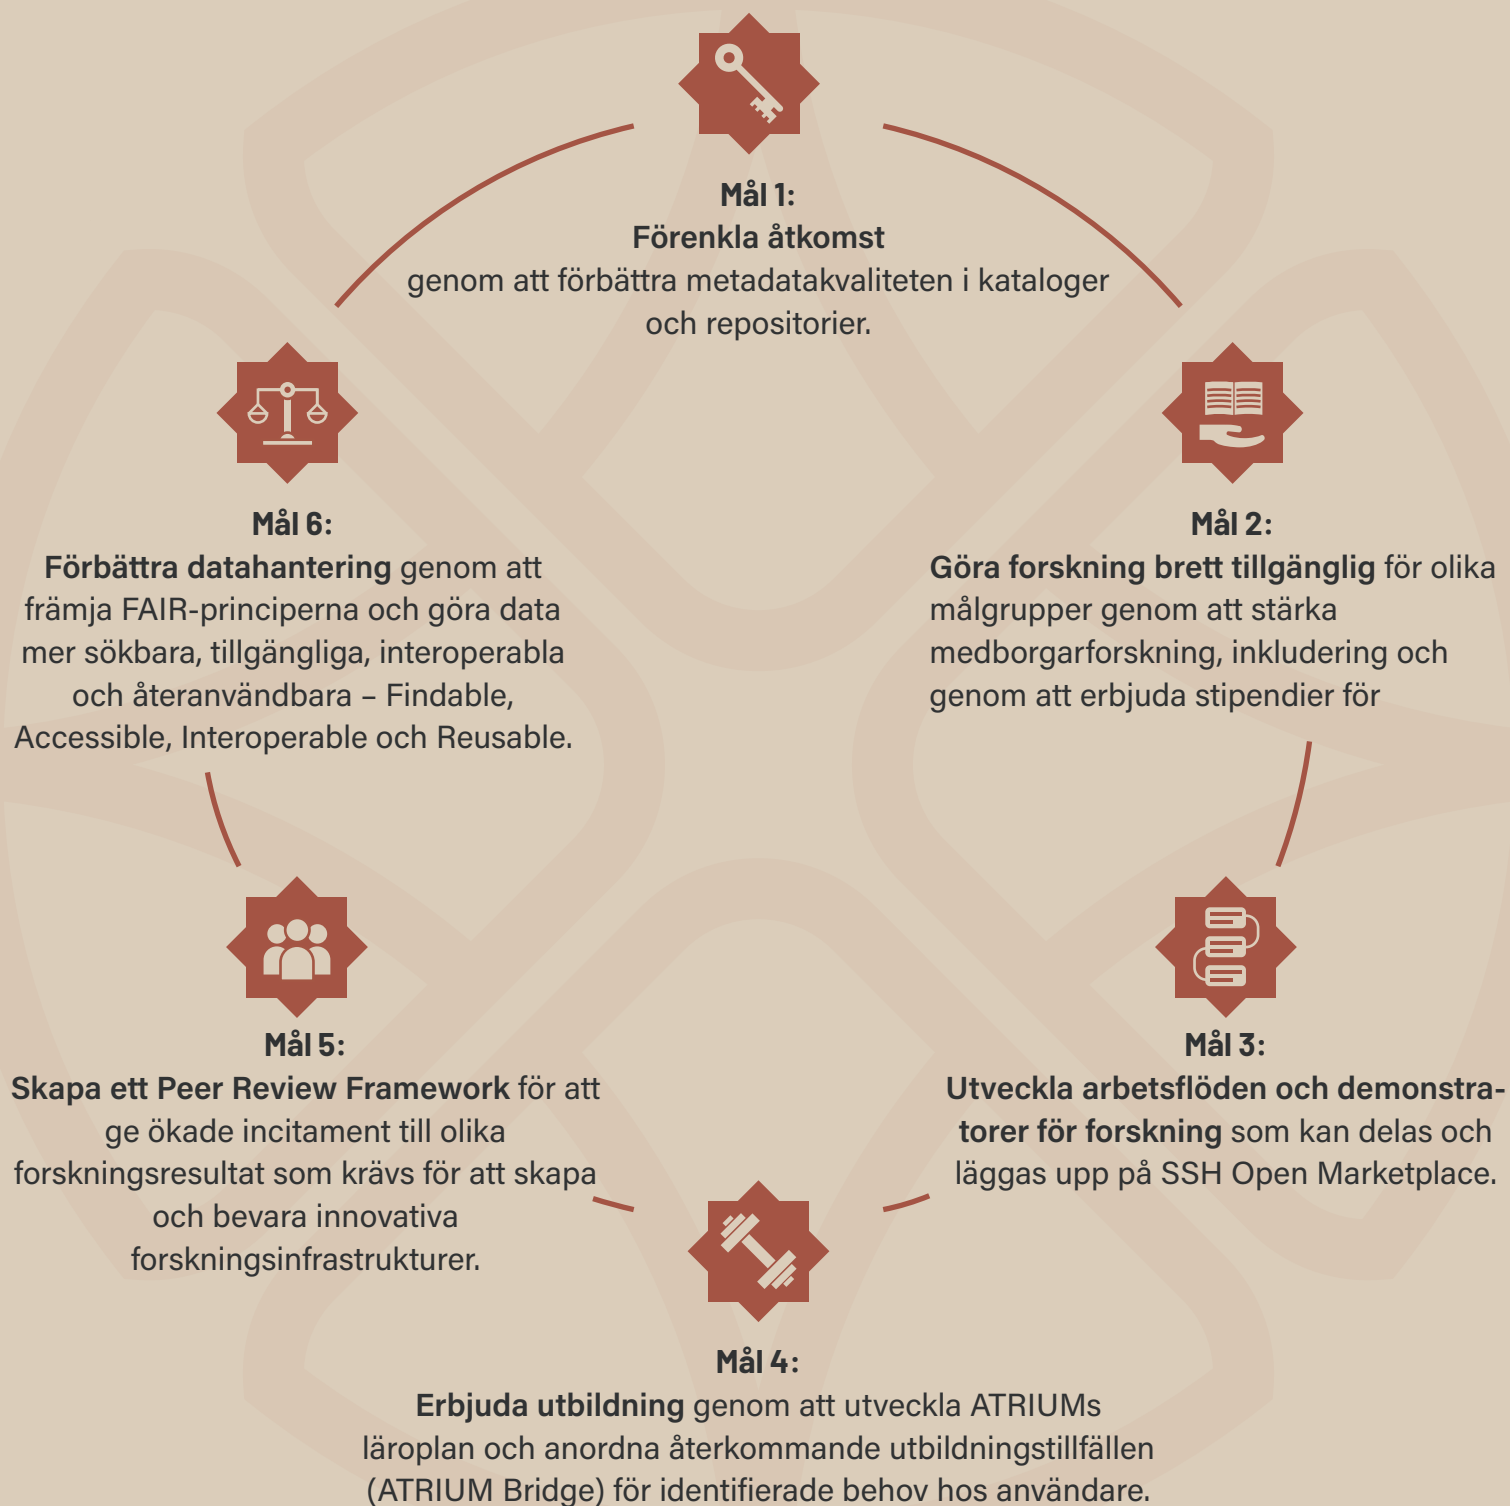 Mål 1:
Förenkla åtkomst
genom att förbättra metadatakvaliteten i kataloger
och repositorier.
Mål 2:
Göra forskning brett tillgänglig för olika
målgrupper genom att stärka
medborgarforskning, inkludering och
genom att erbjuda stipendier för
Mål 3:
Utveckla arbetsflöden och demonstra-
torer för forskning som kan delas och
läggas upp på SSH Open Marketplace.
Mål 4:
Erbjuda utbildning genom att utveckla ATRIUMs
läroplan och anordna återkommande utbildningstillfällen
(ATRIUM Bridge) för identifierade behov hos användare.
Mål 5:
Skapa ett Peer Review Framework för att
ge ökade incitament till olika
forskningsresultat som krävs för att skapa
och bevara innovativa
forskningsinfrastrukturer.
Mål 6:
Förbättra datahantering genom att
främja FAIR-principerna och göra data
mer sökbara, tillgängliga, interoperabla
och återanvändbara – Findable,
Accessible, Interoperable och Reusable.